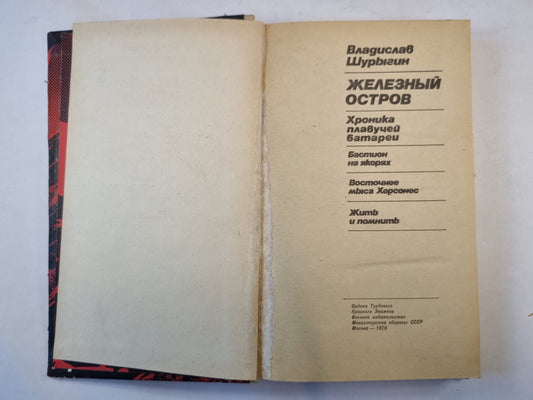 Владислав
Шурыгин
ЖЕЛЕЗНЫЙ
ОСТРОВ
Хроника
плавучей
батареи
Бастион
на якорях
Восточнее
мыса Херсонес
Жить
и помнить
Ордена Трудового
Красного Знамени
Военное издательство
Министерства обороны СССР
Москва — 1979